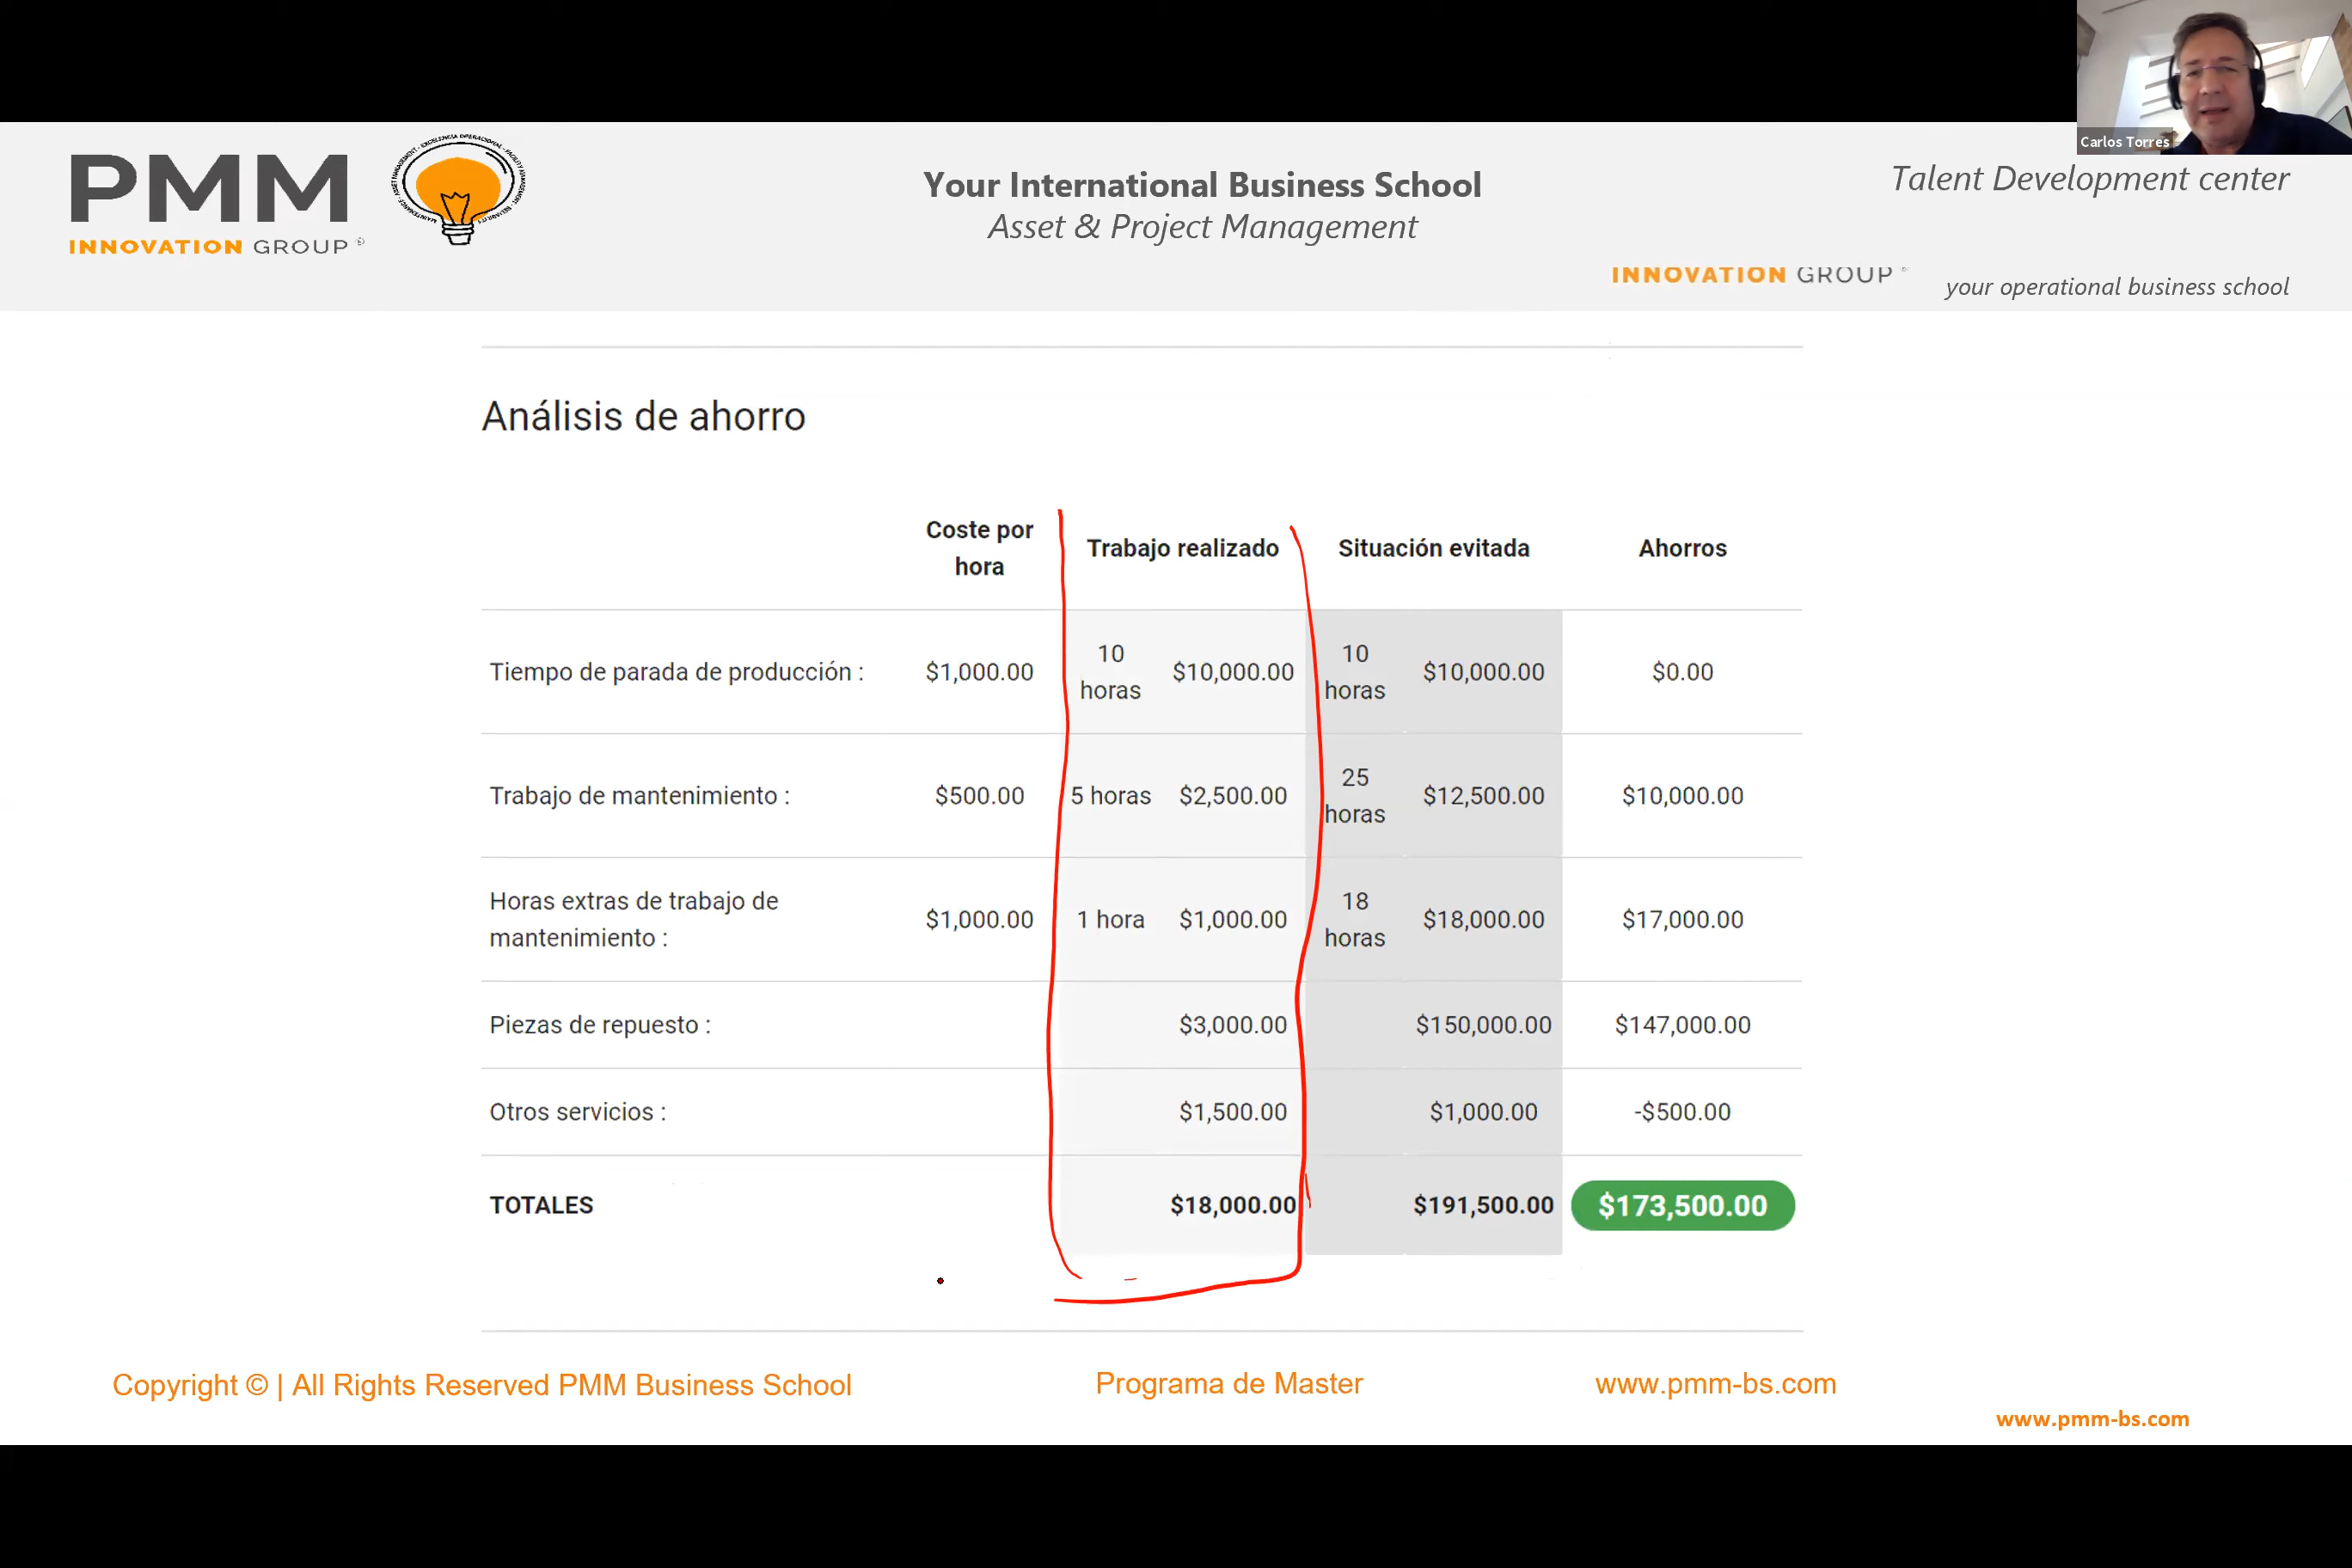 Carlos Torres
PMM
INNOVATION GROUP
Your International Business School
Asset & Project Management
Talent Development center
INNOVATION GROUP
your operational business school
Análisis de ahorro
Coste por hora Trabajo realizado Situación evitada Ahorros
Tiempo de parada de producción : $1,000.00 10 horas $10,000.00 10 horas $10,000.00 $0.00
Trabajo de mantenimiento : $500.00 5 horas $2,500.00 25 horas $12,500.00 $10,000.00
Horas extras de trabajo de mantenimiento : $1,000.00 1 hora $1,000.00 18 horas $18,000.00 $17,000.00
Piezas de repuesto : $3,000.00 $150,000.00 $147,000.00
Otros servicios : $1,500.00 $1,000.00 -$500.00
TOTALES $18,000.00 $191,500.00 $173,500.00
Copyright © | All Rights Reserved PMM Business School
Programa de Master
www.pmm-bs.com
www.pmm-bs.com